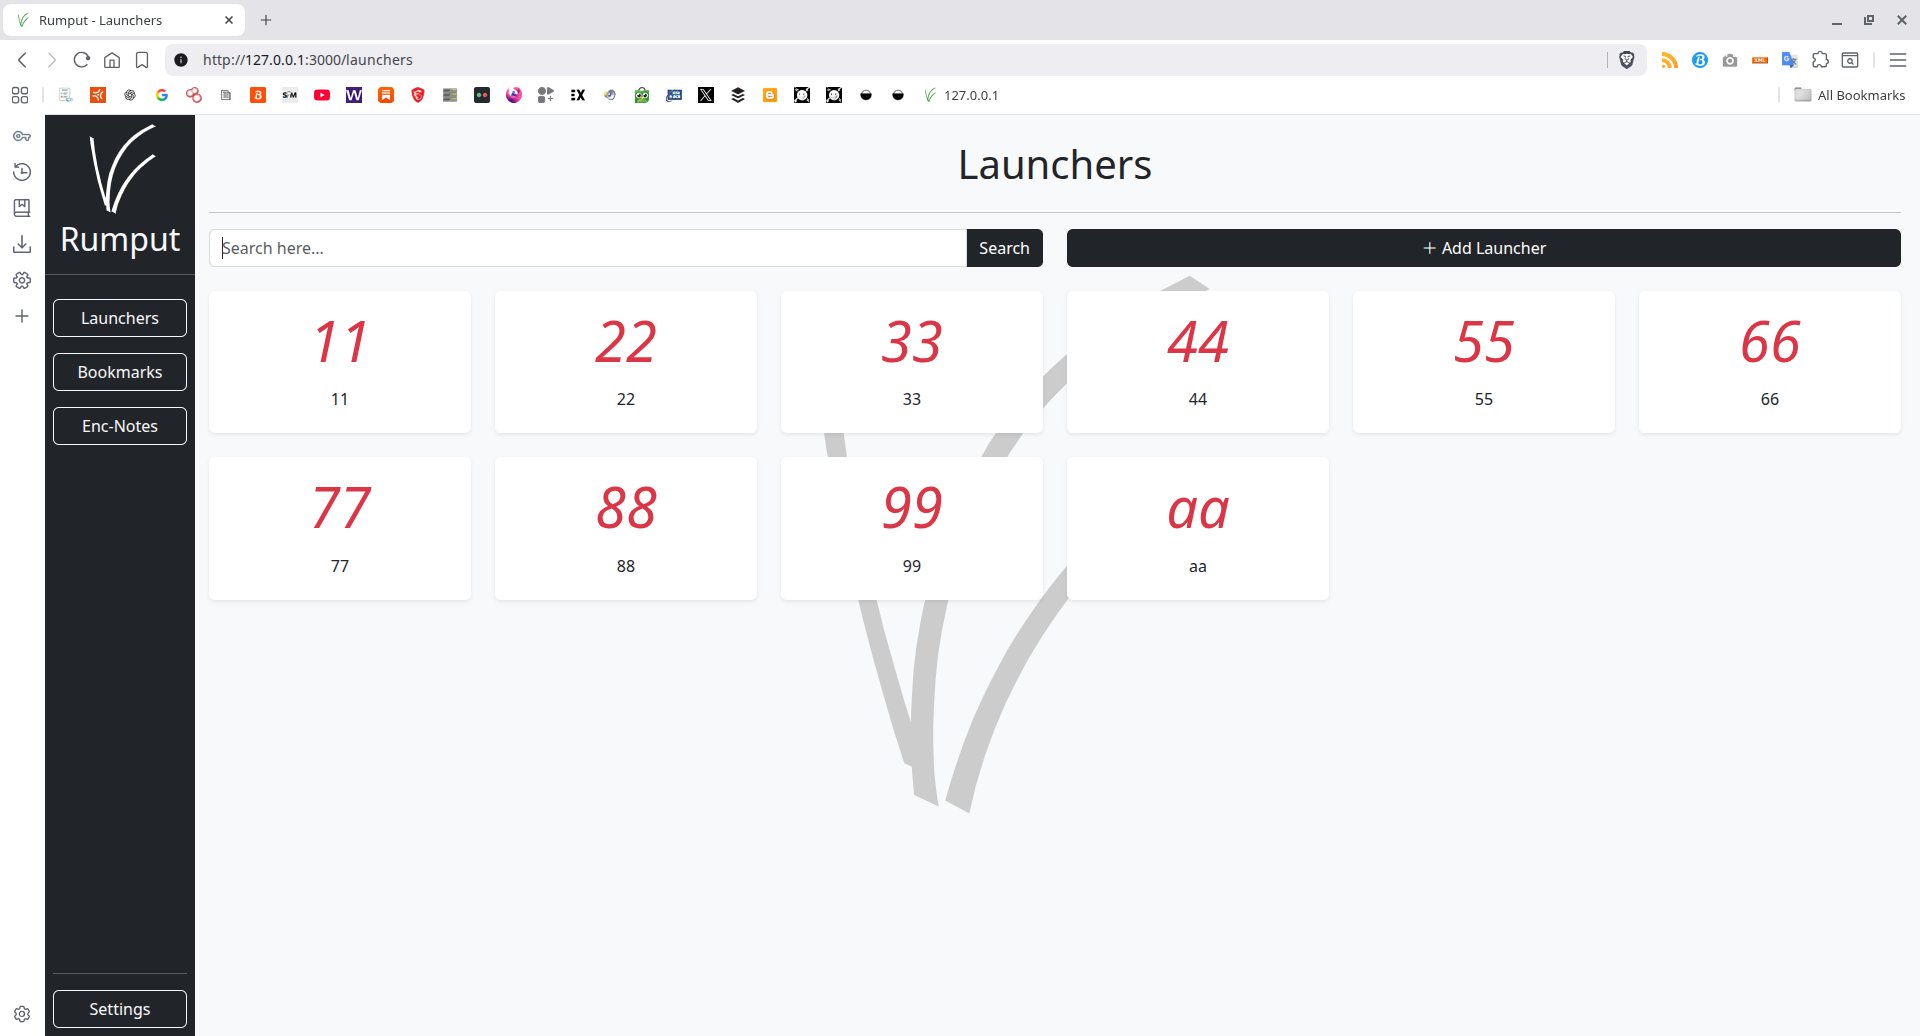 Rumput - Launchers
http://127.0.0.1:3000/launchers
127.0.0.1
All Bookmarks
Rumput
Launchers
Bookmarks
Enc-Notes
Settings
Launchers
Search here...
Search
+ Add Launcher
11
22
33
44
55
66
11
22
33
44
55
66
77
88
99
aa
77
88
99
aa